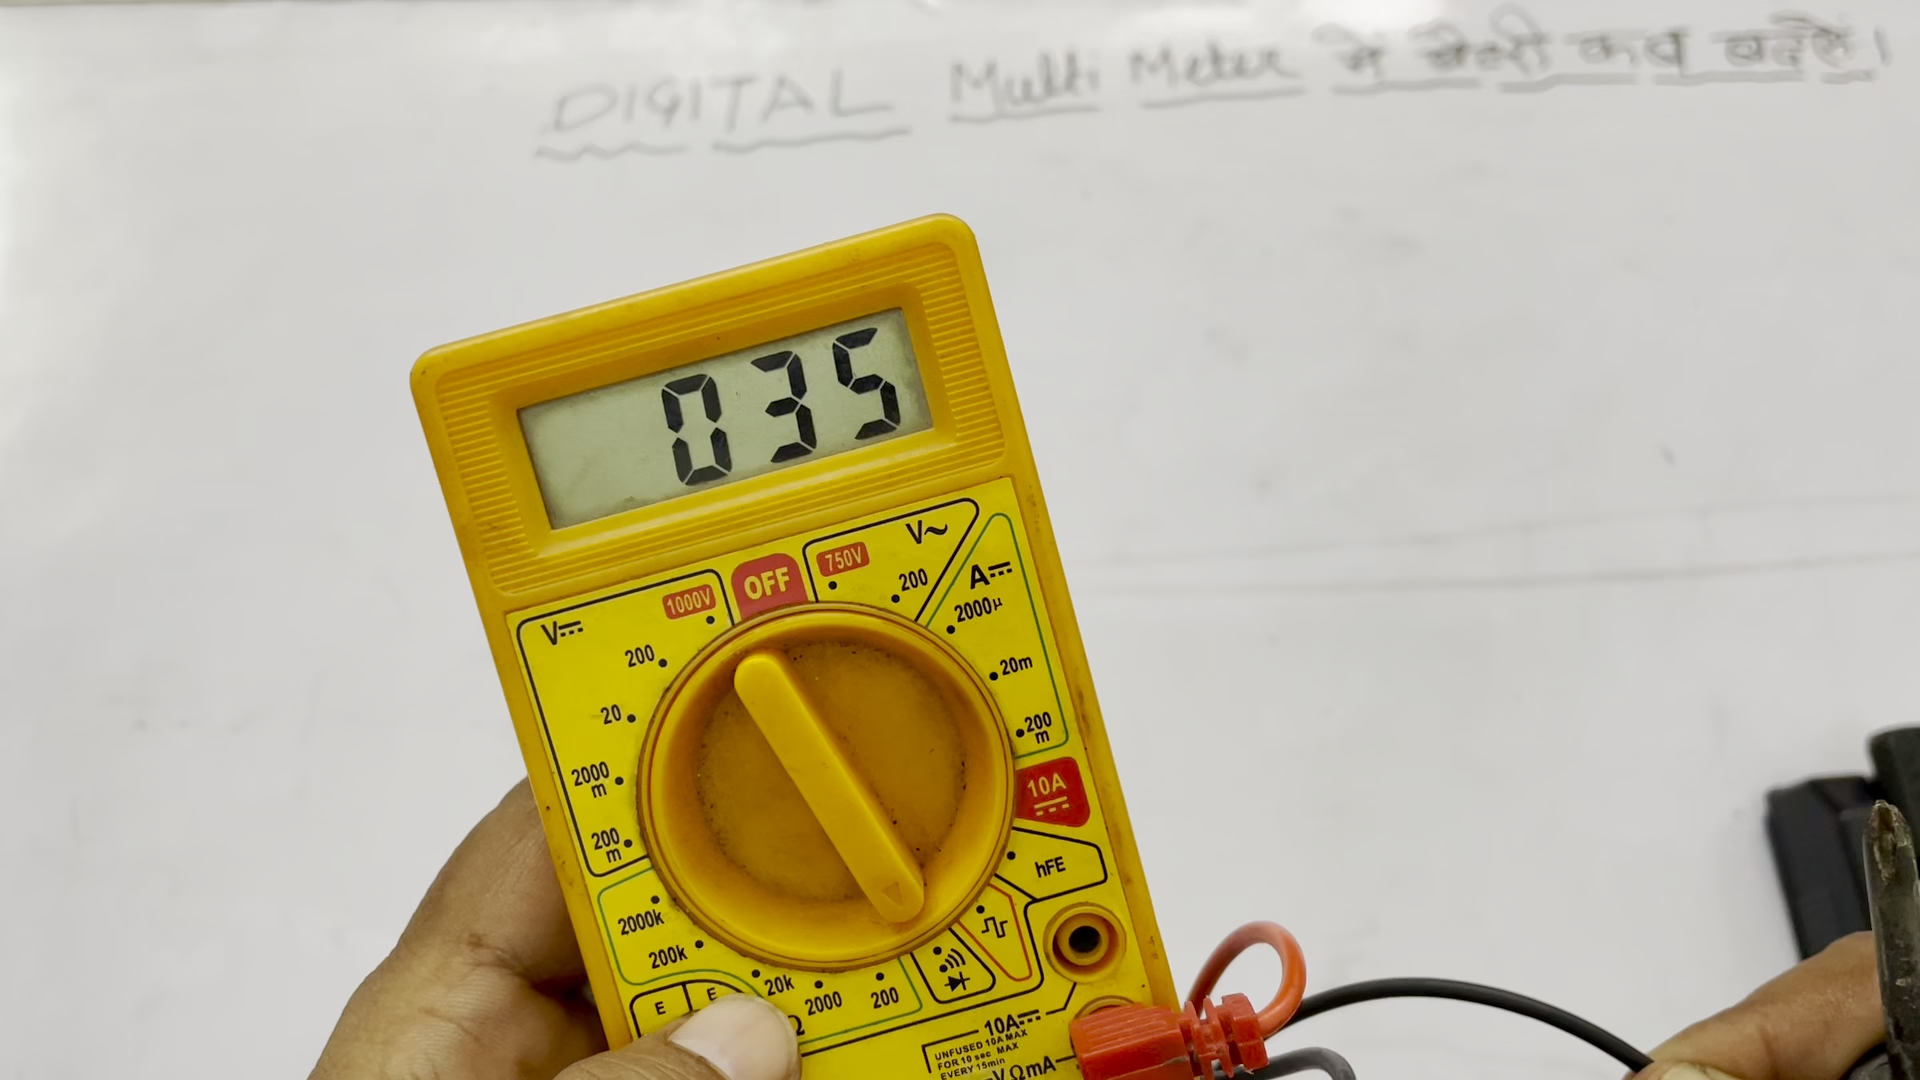 DIGITAL Multi Meter में बैटरी कब बदलें।
035
V⎓
1000V
OFF
750V
V~
200
A⎓
2000µ
200
20m
20
200
m
2000
m
10A
⎓
200
m
hFE
2000k
200k
20k
2000
200
E
E
Ω
10A⎓
UNFUSED 10A MAX
FOR 10 sec MAX
EVERY 15min
VΩmA